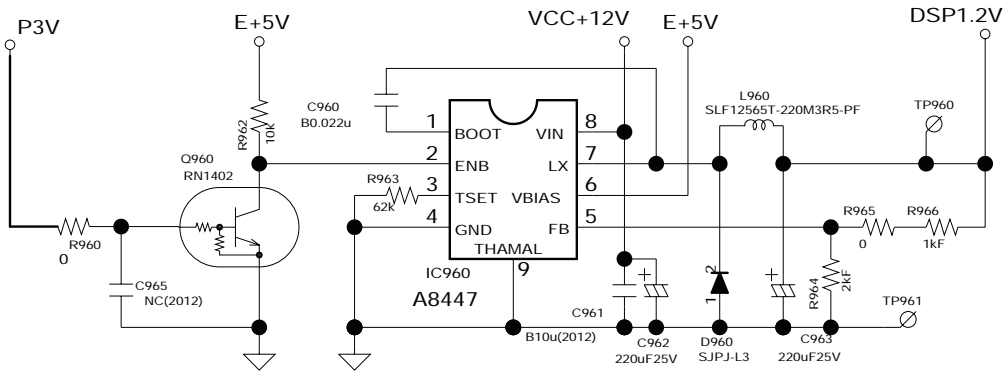 P3V
E+5V
VCC+12V
E+5V
DSP1.2V
L960
SLF12565T-220M3R5-PF
TP960
C960
B0.022u
R962
10k
1
BOOT
VIN
8
2
ENB
LX
7
3
TSET
VBIAS
6
4
GND
FB
5
THAMAL
9
Q960
RN1402
R963
62k
R960
0
R965
0
R966
1kF
R964
2kF
C965
NC(2012)
IC960
A8447
C961
B10u(2012)
+
C962
220uF25V
2
1
D960
SJPJ-L3
+
C963
220uF25V
TP961